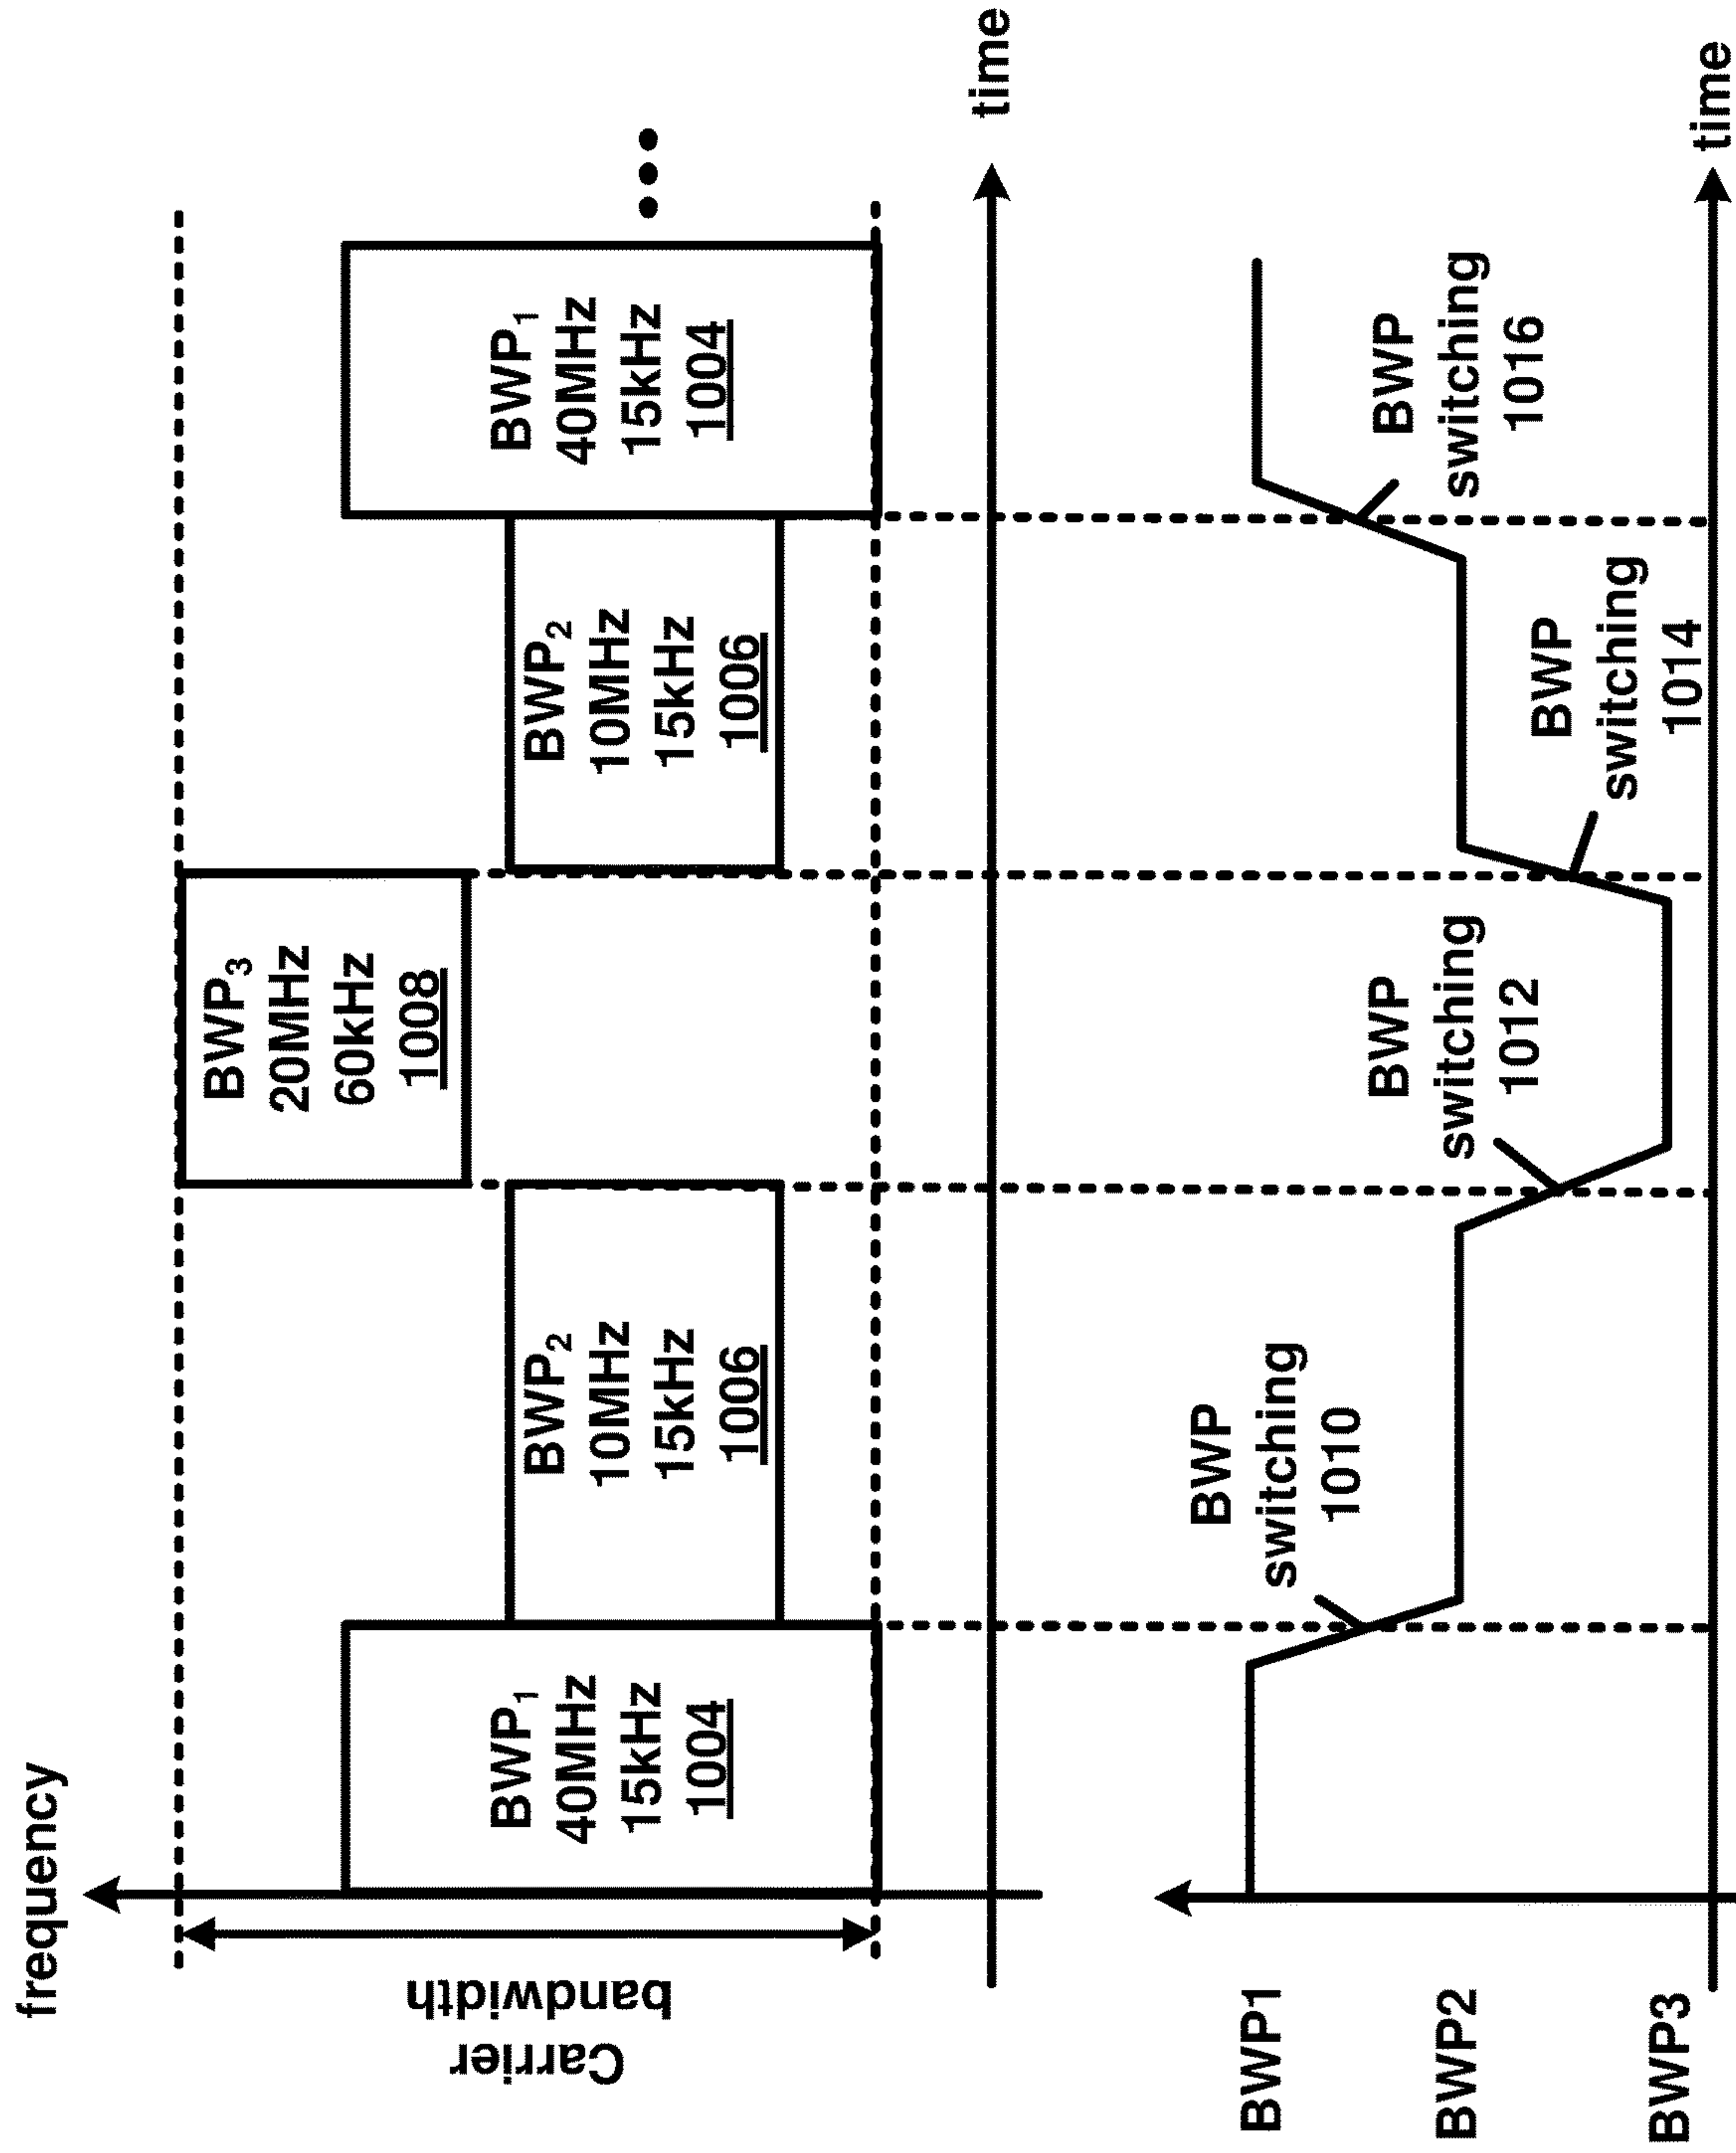 frequency
Carrier
bandwidth
BWP1
40MHz
15kHz
1004
BWP2
10MHz
15kHz
1006
BWP3
20MHz
60kHz
1008
BWP2
10MHz
15kHz
1006
BWP1
40MHz
15kHz
1004
time
BWP1
BWP2
BWP3
BWP
switching
1010
BWP
switching
1012
BWP
switching
1014
BWP
switching
1016
time